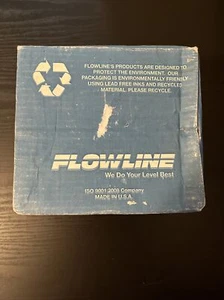 FLOWLINE'S PRODUCTS ARE DESIGNED TO
PROTECT THE ENVIRONMENT. OUR
PACKAGING IS ENVIRONMENTALLY FRIENDLY
USING LEAD FREE INKS AND RECYCLED
MATERIAL. PLEASE RECYCLE.
FLOWLINE
We Do Your Level Best
ISO 9001:2008 Company
MADE IN U.S.A.